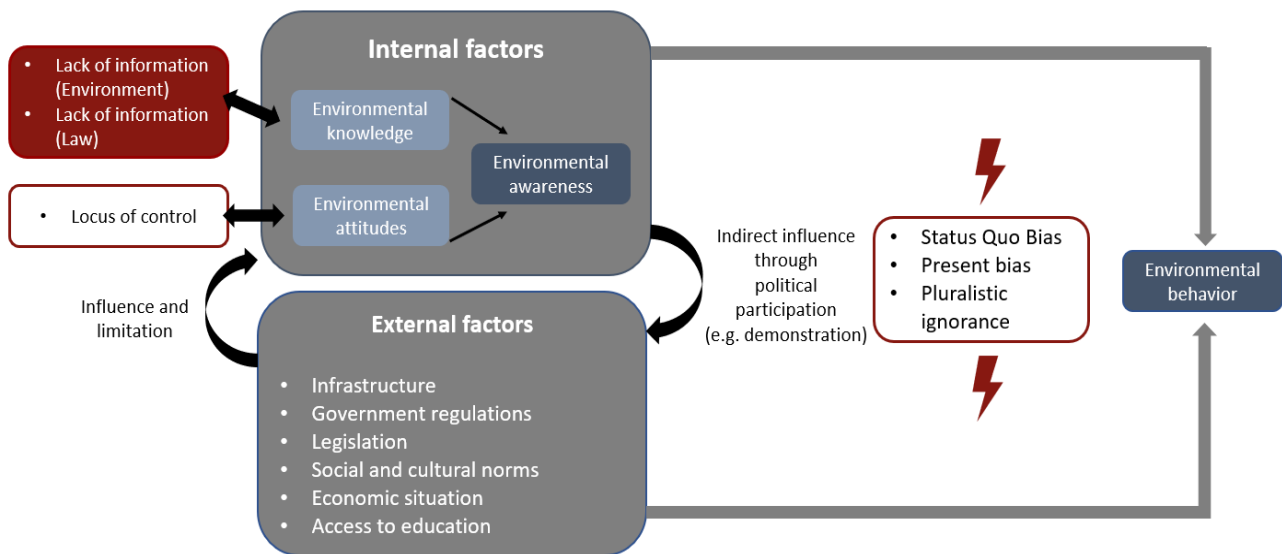 Internal factors
• Lack of information
(Environment)
• Lack of information
(Law)
Environmental
knowledge
Environmental
awareness
• Locus of control
Environmental
attitudes
Influence and
limitation
Indirect influence
through
political
participation
(e.g. demonstration)
• Status Quo Bias
• Present bias
• Pluralistic
ignorance
Environmental
behavior
External factors
• Infrastructure
• Government regulations
• Legislation
• Social and cultural norms
• Economic situation
• Access to education